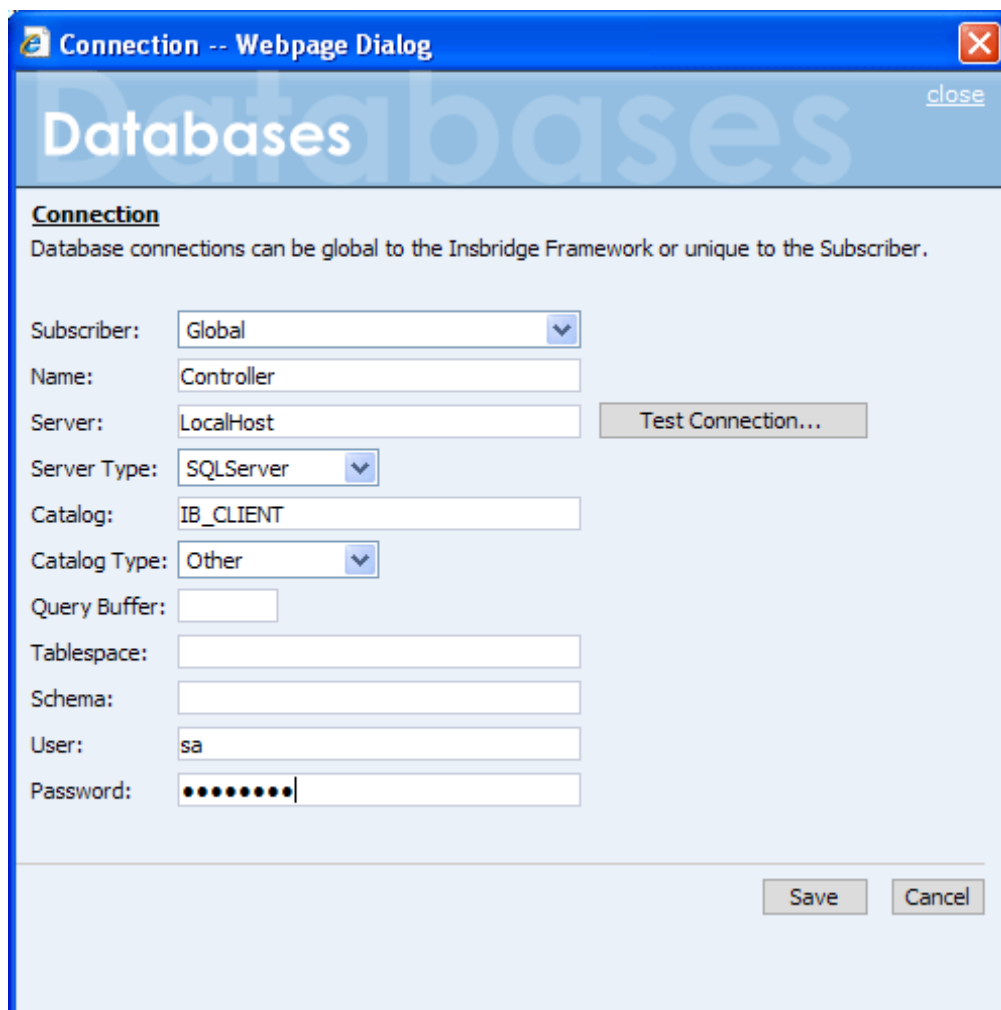 Connection -- Webpage Dialog
Databases
close
Databases
Connection
Database connections can be global to the Insbridge Framework or unique to the Subscriber.
Subscriber: Global
Name: Controller
Server: LocalHost Test Connection...
Server Type: SQLServer
Catalog: IB_CLIENT
Catalog Type: Other
Query Buffer:
Tablespace:
Schema:
User: sa
Password: ••••••••
Save Cancel